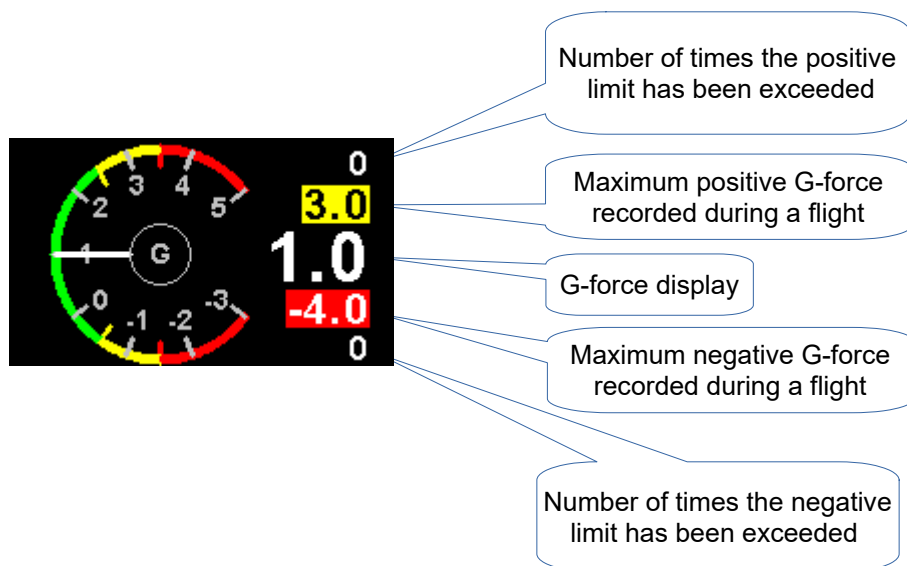 Number of times the positive
limit has been exceeded
0
3
4
2
5
3.0
Maximum positive G-force
recorded during a flight
1
G
1.0
G-force display
0
-1
-2
-3
-4.0
Maximum negative G-force
recorded during a flight
0
Number of times the negative
limit has been exceeded